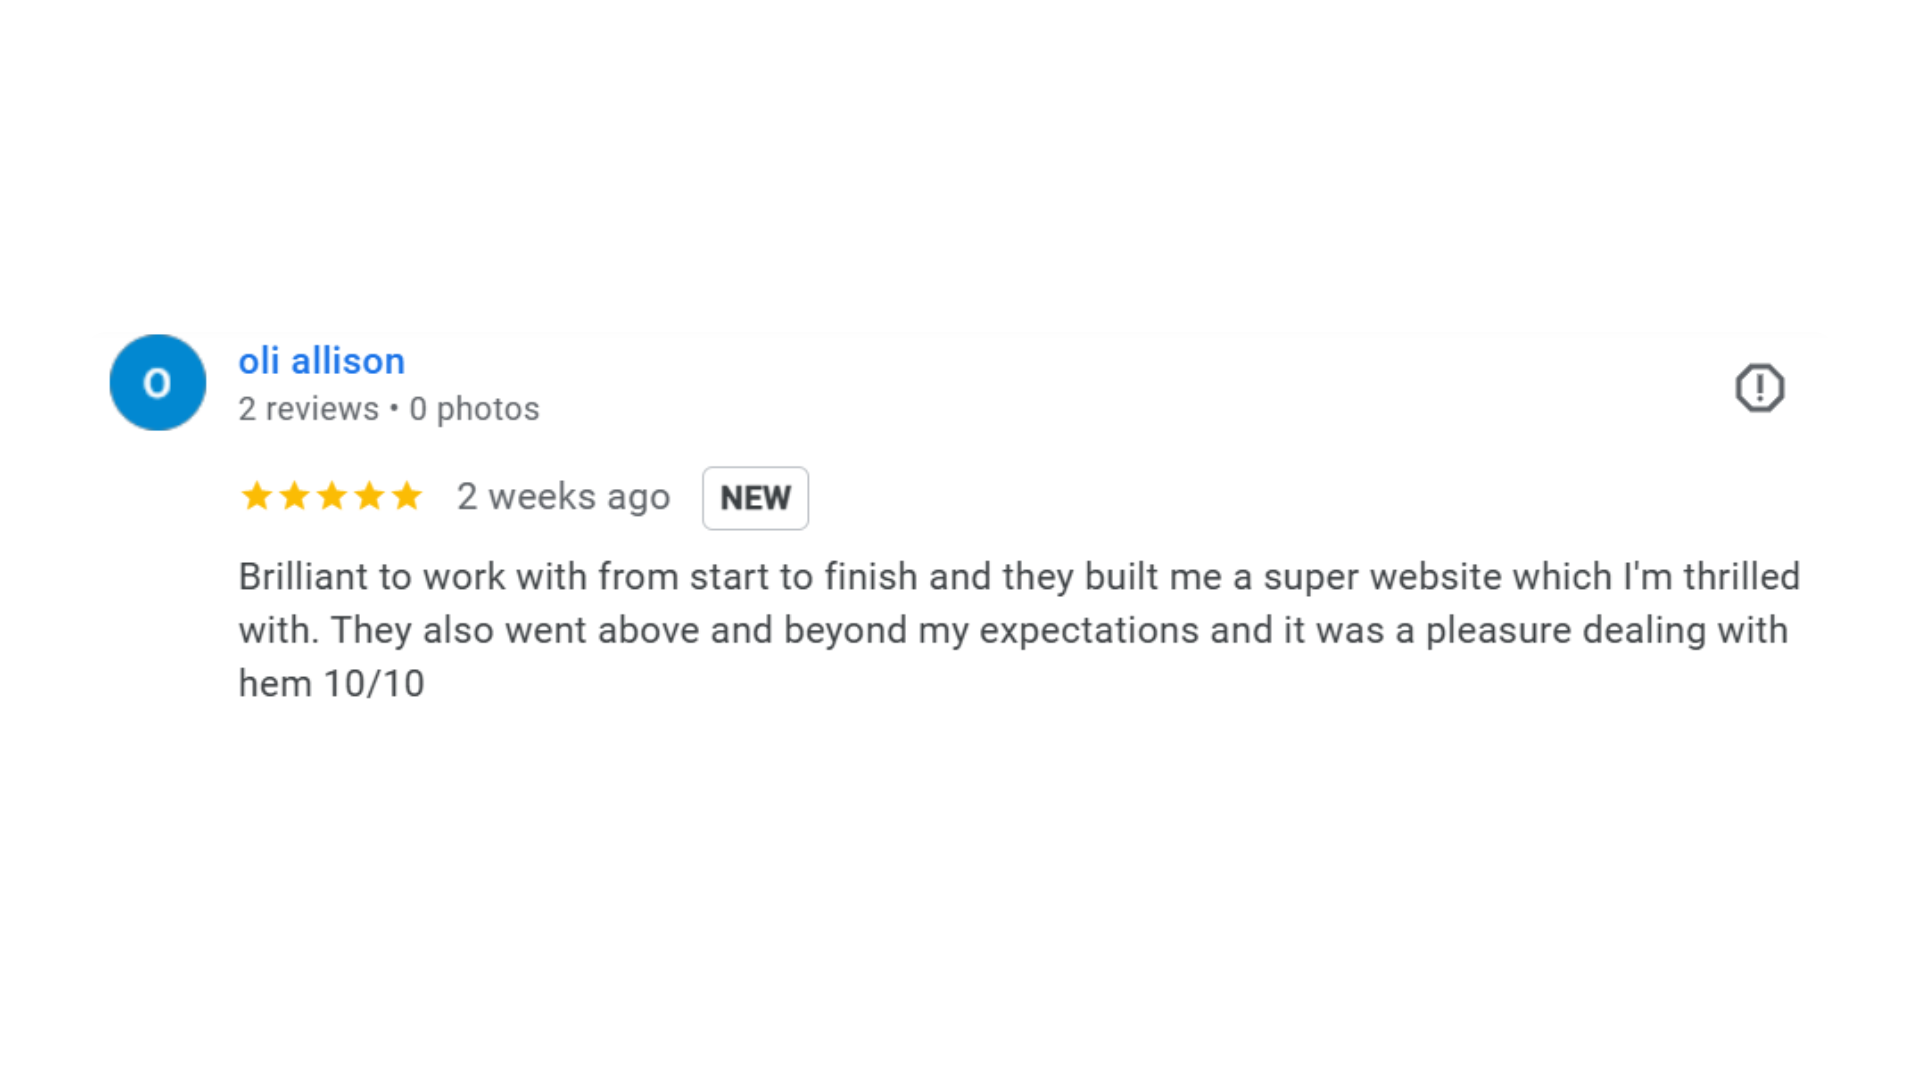 O
oli allison
2 reviews • 0 photos
2 weeks ago
NEW
Brilliant to work with from start to finish and they built me a super website which I'm thrilled
with. They also went above and beyond my expectations and it was a pleasure dealing with
hem 10/10